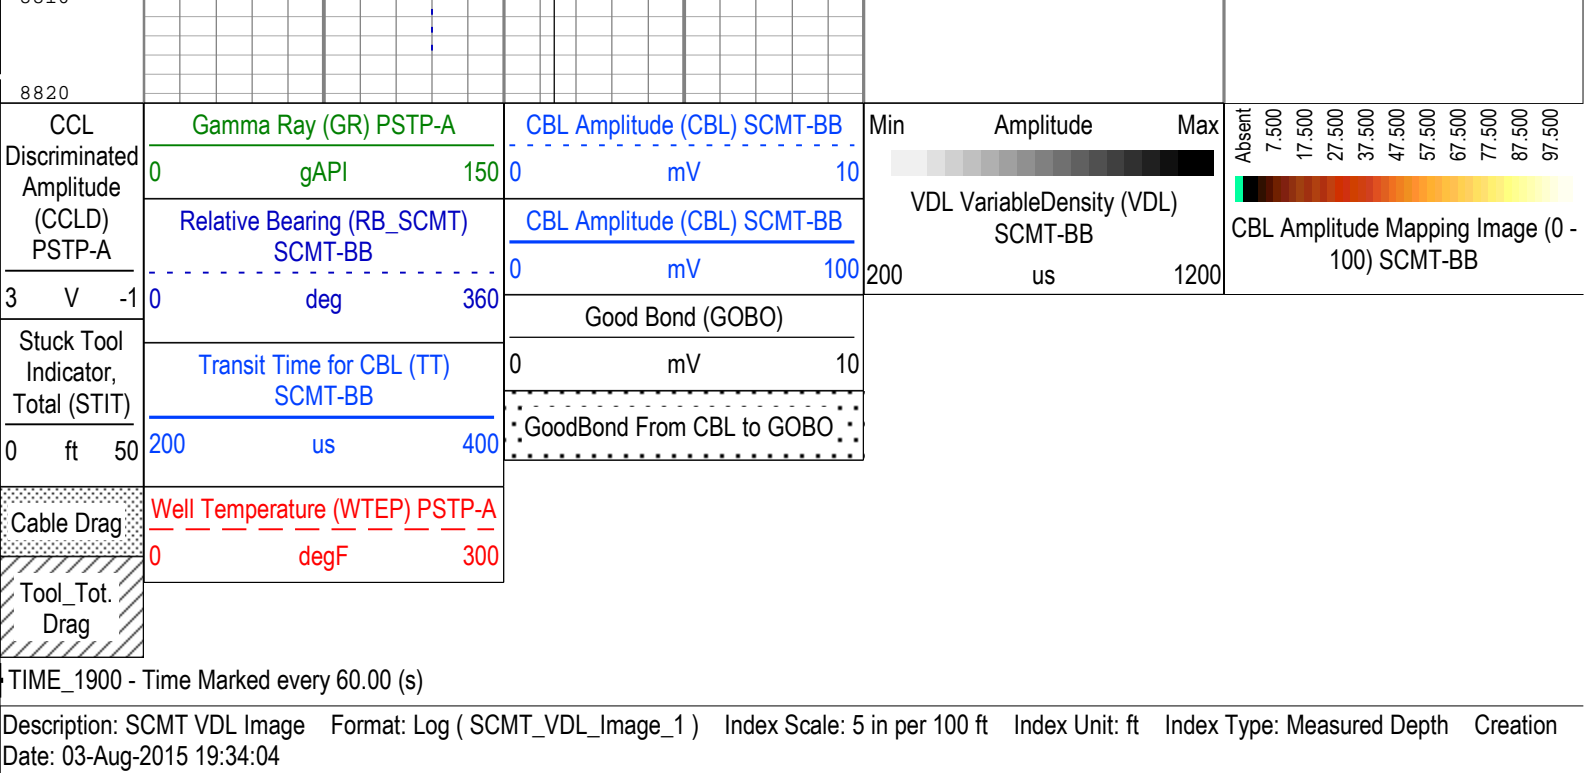 8820
CCL
Discriminated
Amplitude
(CCLD)
PSTP-A
3 V -1
Stuck Tool
Indicator,
Total (STIT)
0 ft 50
Cable Drag
Tool_Tot.
Drag
Gamma Ray (GR) PSTP-A
0 gAPI 150
Relative Bearing (RB_SCMT)
SCMT-BB
0 deg 360
Transit Time for CBL (TT)
SCMT-BB
200 us 400
Well Temperature (WTEP) PSTP-A
0 degF 300
CBL Amplitude (CBL) SCMT-BB
0 mV 10
CBL Amplitude (CBL) SCMT-BB
0 mV 100
Good Bond (GOBO)
0 mV 10
GoodBond From CBL to GOBO
Min Amplitude Max
VDL VariableDensity (VDL)
SCMT-BB
200 us 1200
Absent
7.500
17.500
27.500
37.500
47.500
57.500
67.500
77.500
87.500
97.500
CBL Amplitude Mapping Image (0 -
100) SCMT-BB
TIME_1900 - Time Marked every 60.00 (s)
Description: SCMT VDL Image Format: Log ( SCMT_VDL_Image_1 ) Index Scale: 5 in per 100 ft Index Unit: ft Index Type: Measured Depth Creation
Date: 03-Aug-2015 19:34:04